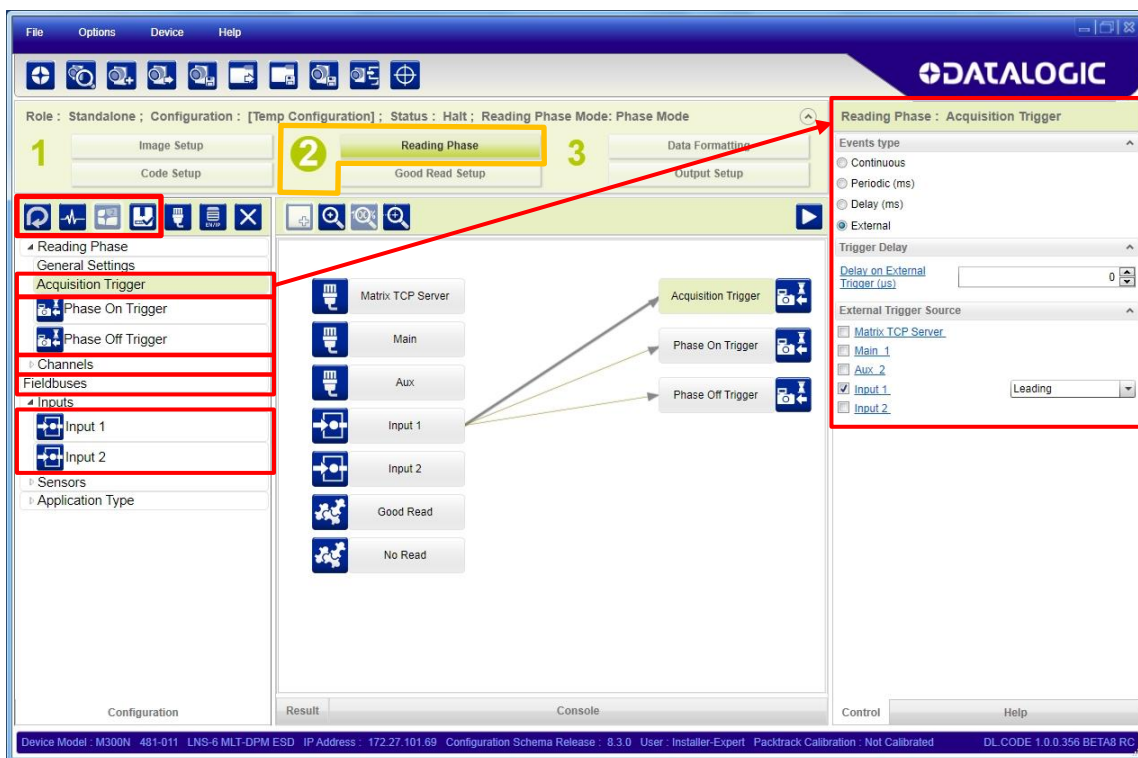 File Options Device Help
DATALOGIC
Role : Standalone ; Configuration : [Temp Configuration] ; Status : Halt ; Reading Phase Mode: Phase Mode
1
Image Setup
Code Setup
2
Reading Phase
Good Read Setup
3
Data Formatting
Output Setup
Reading Phase
General Settings
Acquisition Trigger
Phase On Trigger
Phase Off Trigger
Channels
Fieldbuses
Inputs
Input 1
Input 2
Sensors
Application Type
Configuration
100%
Matrix TCP Server
Main
Aux
Input 1
Input 2
Good Read
No Read
Acquisition Trigger
Phase On Trigger
Phase Off Trigger
Result Console
Reading Phase : Acquisition Trigger
Events type
Continuous
Periodic (ms)
Delay (ms)
External
Trigger Delay
Delay on External
Trigger (µs)
0
External Trigger Source
Matrix TCP Server
Main 1
Aux 2
Input 1 Leading
Input 2
Control Help
Device Model : M300N 481-011 LNS-6 MLT-DPM ESD IP Address : 172.27.101.69 Configuration Schema Release : 8.3.0 User : Installer-Expert Packtrack Calibration : Not Calibrated DL.CODE 1.0.0.356 BETA8 RC